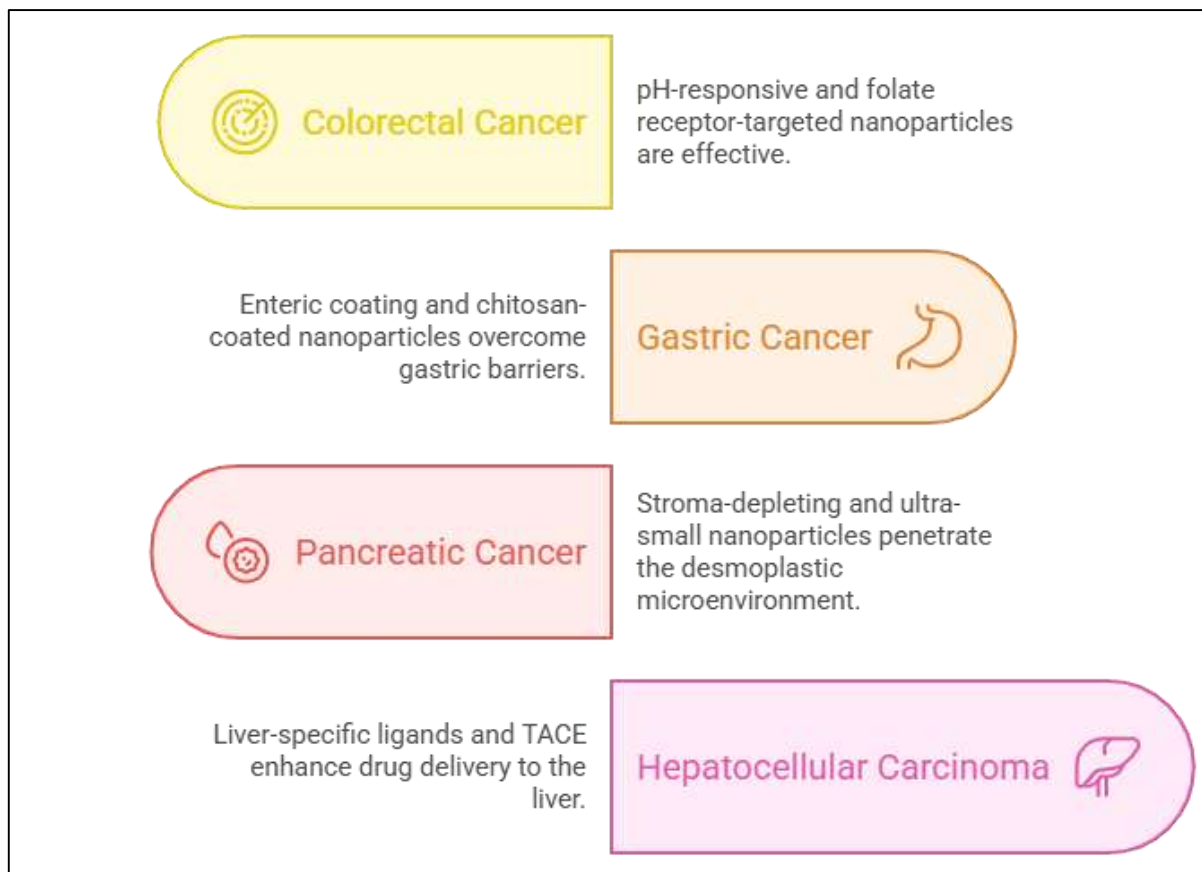 Colorectal Cancer
pH-responsive and folate
receptor-targeted nanoparticles
are effective.
Enteric coating and chitosan-
coated nanoparticles overcome
gastric barriers.
Gastric Cancer
Pancreatic Cancer
Stroma-depleting and ultra-
small nanoparticles penetrate
the desmoplastic
microenvironment.
Liver-specific ligands and TACE
enhance drug delivery to the
liver.
Hepatocellular Carcinoma